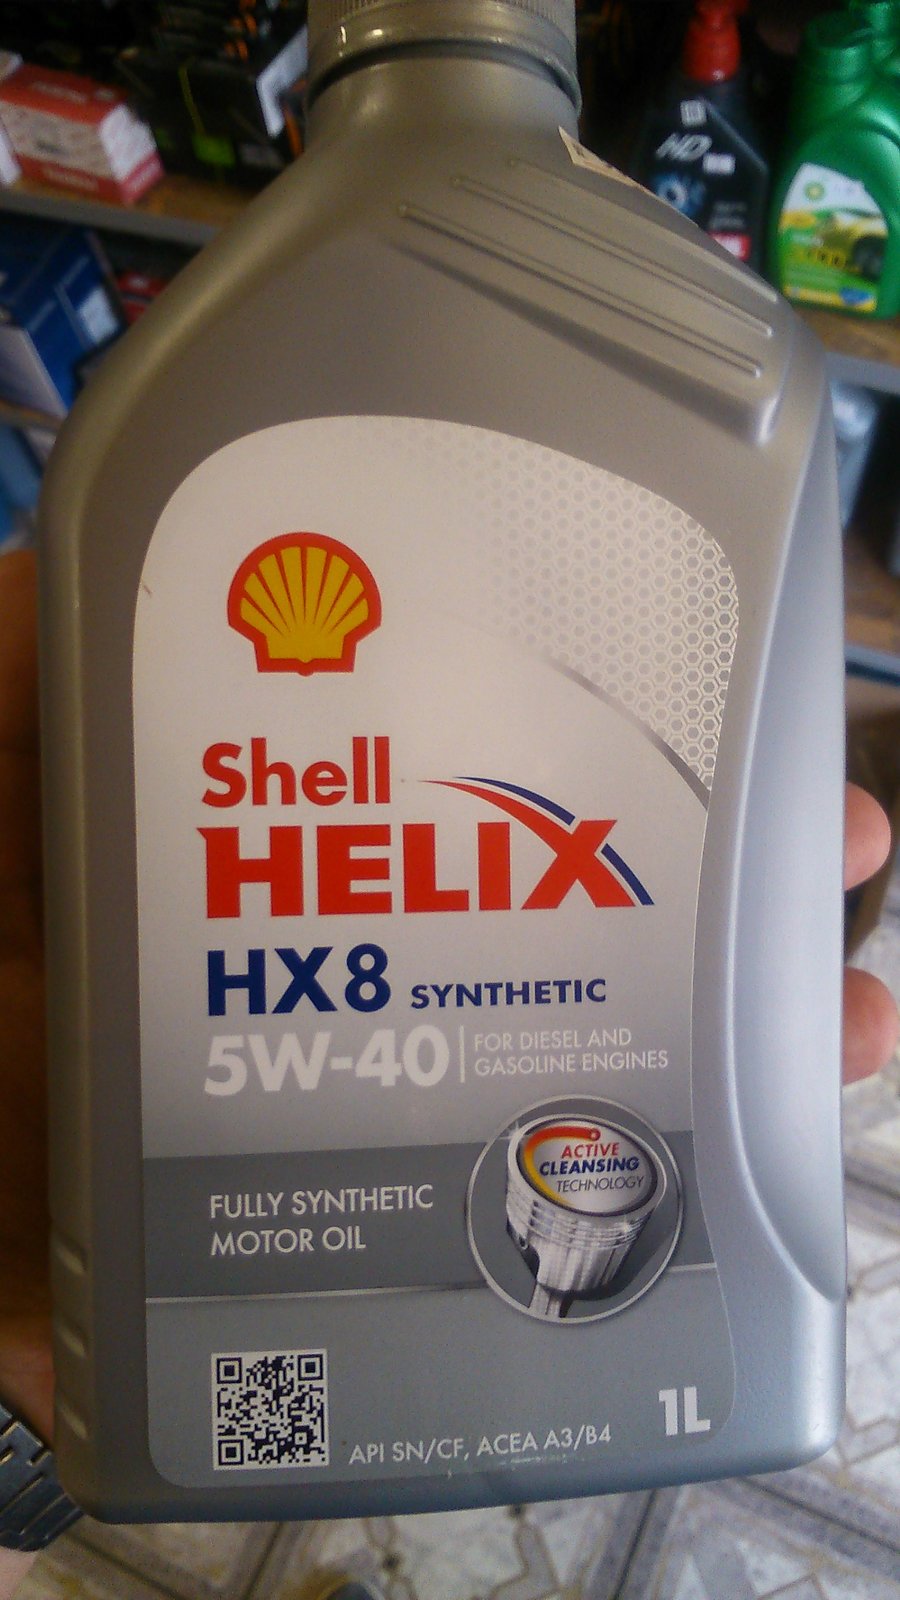 HD
Shell
HELIX
HX8 SYNTHETIC
5W-40
FOR DIESEL AND
GASOLINE ENGINES
ACTIVE
CLEANSING
TECHNOLOGY
FULLY SYNTHETIC
MOTOR OIL
1L
API SN/CF, ACEA A3/B4